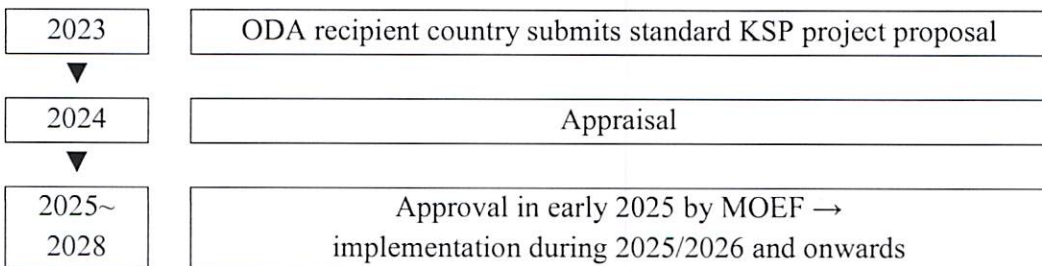 2023
ODA recipient country submits standard KSP project proposal
2024
Appraisal
2025~
2028
Approval in early 2025 by MOEF →
implementation during 2025/2026 and onwards